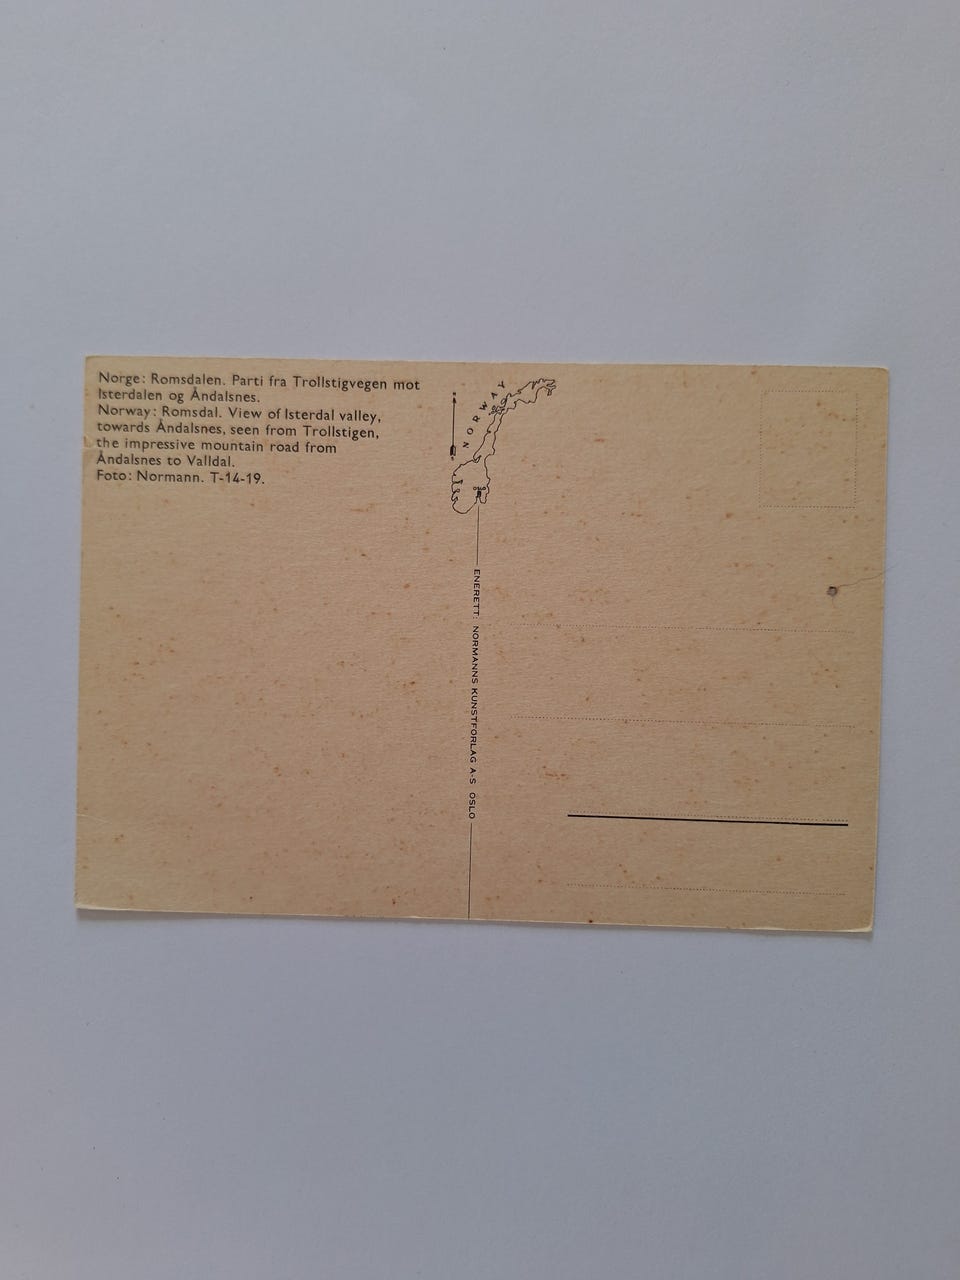 Norge: Romsdalen. Parti fra Trollstigvegen mot
Isterdalen og Åndalsnes.
Norway: Romsdal. View of Isterdal valley,
towards Åndalsnes, seen from Trollstigen,
the impressive mountain road from
Åndalsnes to Valldal.
Foto: Normann. T-14-19.
NORWAY
ENERETT: NORMANNS KUNSTFORLAG A-S OSLO